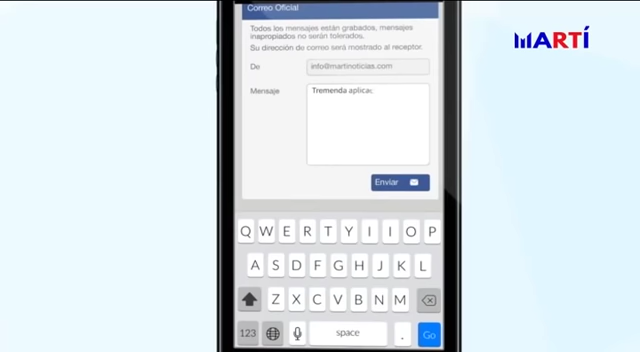 Correo Oficial
MARTÍ
Todos los mensajes están grabados, mensajes
inapropiados no serán tolerados.
Su dirección de correo será mostrado al receptor.
De
info@martinoticias.com
Mensaje
Tremenda aplicac
Enviar
Q W E R T Y I I O P
A S D F G H J K L
Z X C V B N M
123 space . Go